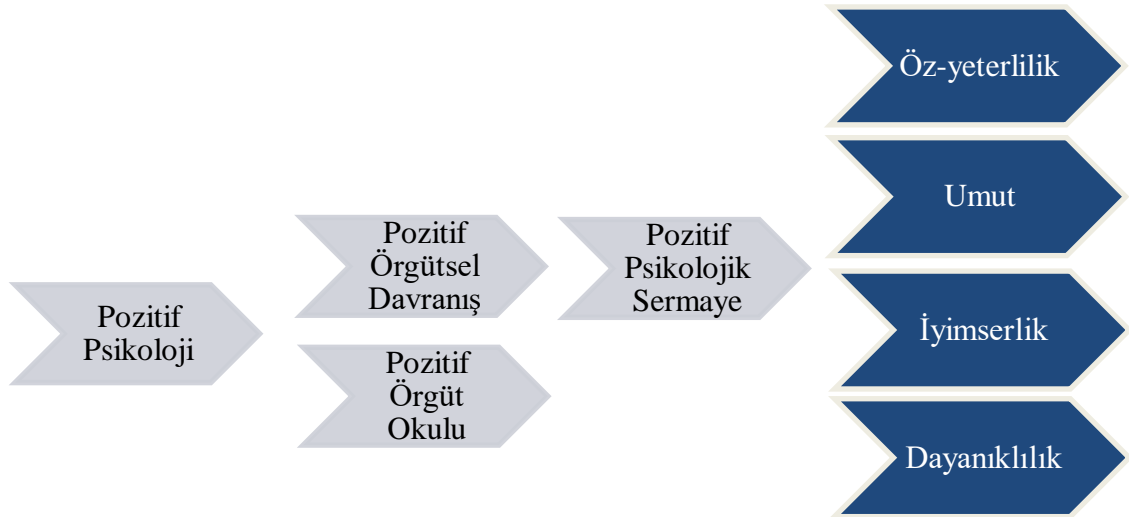 Pozitif
Psikoloji
Pozitif
Örgütsel
Davranış
Pozitif
Örgüt
Okulu
Pozitif
Psikolojik
Sermaye
Öz-yeterlilik
Umut
İyimserlik
Dayanıklılık